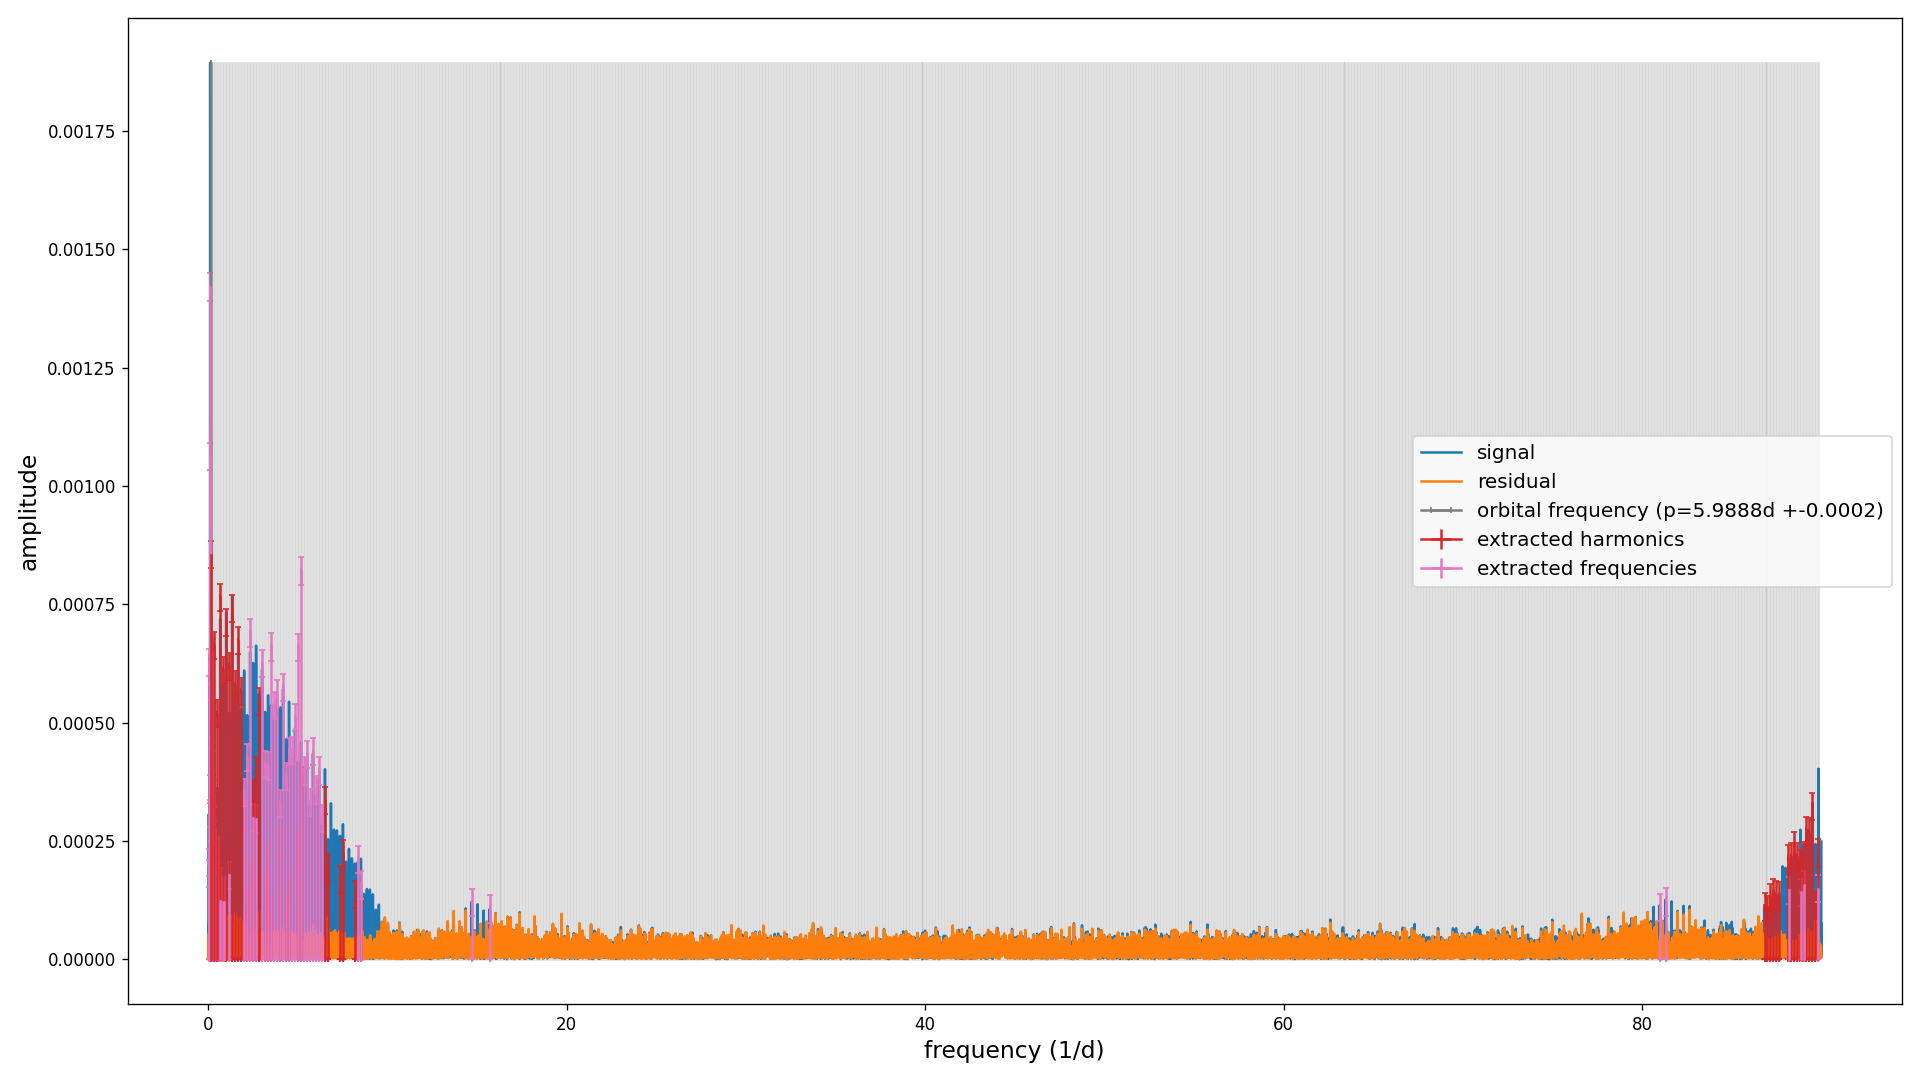 amplitude
0.00175
0.00150
0.00125
0.00100
0.00075
0.00050
0.00025
0.00000
signal
residual
orbital frequency (p=5.9888d +-0.0002)
extracted harmonics
extracted frequencies
0 20 40 60 80
frequency (1/d)